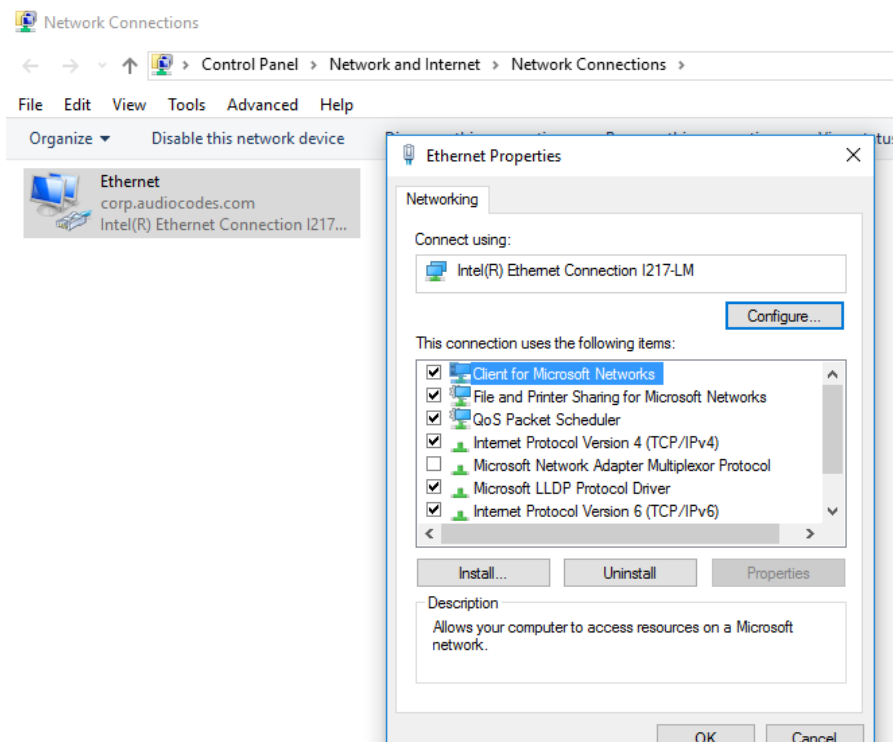 Network Connections
Control Panel > Network and Internet > Network Connections >
File Edit View Tools Advanced Help
Organize Disable this network device
Ethernet
corp.audiocodes.com
Intel(R) Ethernet Connection I217...
Ethernet Properties
Networking
Connect using:
Intel(R) Ethernet Connection I217-LM
Configure...
This connection uses the following items:
Client for Microsoft Networks
File and Printer Sharing for Microsoft Networks
QoS Packet Scheduler
Internet Protocol Version 4 (TCP/IPv4)
Microsoft Network Adapter Multiplexor Protocol
Microsoft LLDP Protocol Driver
Internet Protocol Version 6 (TCP/IPv6)
Install... Uninstall Properties
Description
Allows your computer to access resources on a Microsoft
network.
OK Cancel